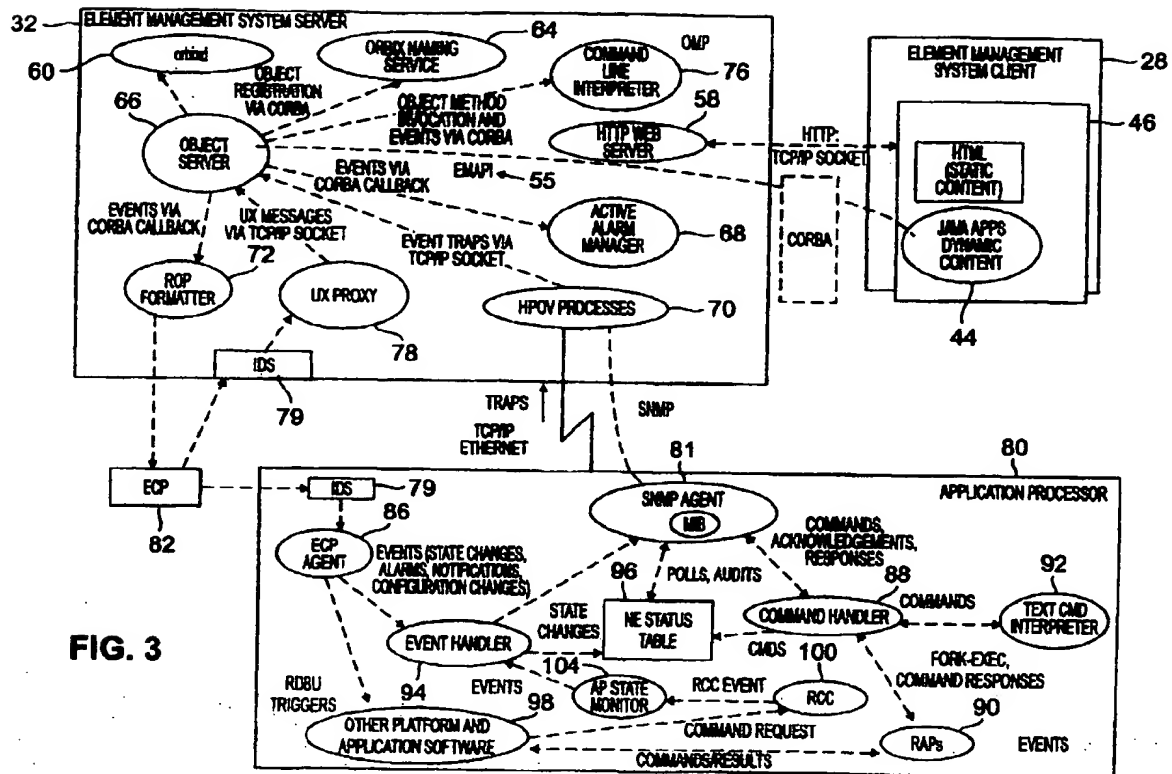 32
ELEMENT MANAGEMENT SYSTEM SERVER
60
orbixd
64
ORBIX NAMING
SERVICE
OMP
COMMAND
LINE
INTERPRETER
76
OBJECT
REGISTRATION
VIA CORBA
66
OBJECT
SERVER
OBJECT METHOD
INVOCATION AND
EVENTS VIA CORBA
58
HTTP WEB
SERVER
EVENTS VIA
CORBA CALLBACK
EMAPI
55
HTTP:
TCP/IP SOCKET
CORBA
ELEMENT MANAGEMENT
SYSTEM CLIENT
28
46
HTML
(STATIC
CONTENT)
JAVA APPS
DYNAMIC
CONTENT
44
EVENTS VIA
CORBA CALLBACK
UX MESSAGES
VIA TCP/IP SOCKET
EVENT TRAPS VIA
TCP/IP SOCKET
ACTIVE
ALARM
MANAGER
68
72
ROP
FORMATTER
UX PROXY
78
HPOV PROCESSES
70
IDS
79
TRAPS
TCP/IP
ETHERNET
SNMP
ECP
82
81
80
IDS
79
SNMP AGENT
MIB
APPLICATION PROCESSOR
86
ECP
AGENT
EVENTS (STATE CHANGES,
ALARMS, NOTIFICATIONS,
CONFIGURATION CHANGES)
COMMANDS,
ACKNOWLEDGEMENTS,
RESPONSES
96
POLLS, AUDITS
88
92
NE STATUS
TABLE
COMMAND HANDLER
COMMANDS
TEXT CMD
INTERPRETER
FIG. 3
EVENT HANDLER
STATE
CHANGES
CMDS
104
100
FORK-EXEC,
COMMAND RESPONSES
RDBU
TRIGGERS
94
EVENTS
AP STATE
MONITOR
RCC EVENT
RCC
98
OTHER PLATFORM AND
APPLICATION SOFTWARE
COMMAND REQUEST
90
RAPs
EVENTS
COMMANDS/RESULTS